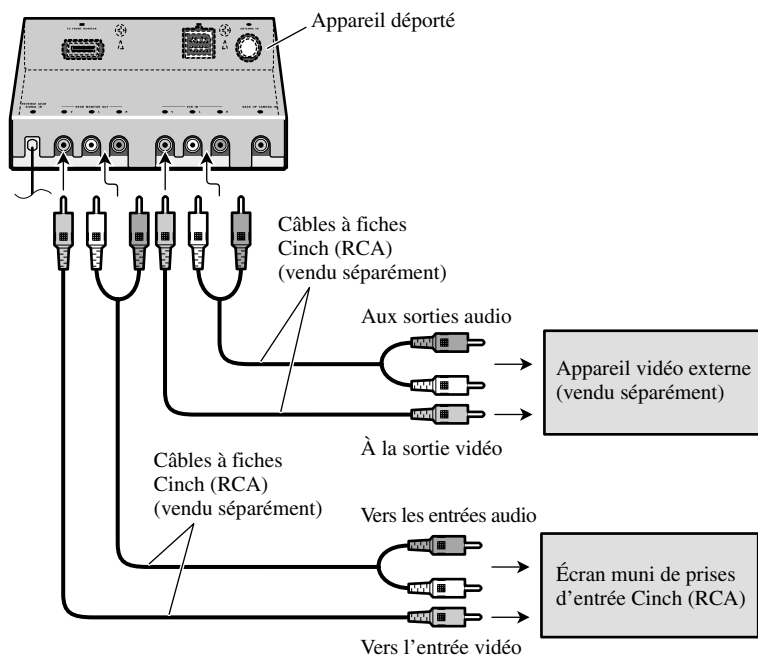 Appareil déporté
Câbles à fiches
Cinch (RCA)
(vendu séparément)
Aux sorties audio
Appareil vidéo externe
(vendu séparément)
À la sortie vidéo
Câbles à fiches
Cinch (RCA)
(vendu séparément)
Vers les entrées audio
Écran muni de prises
d’entrée Cinch (RCA)
Vers l’entrée vidéo